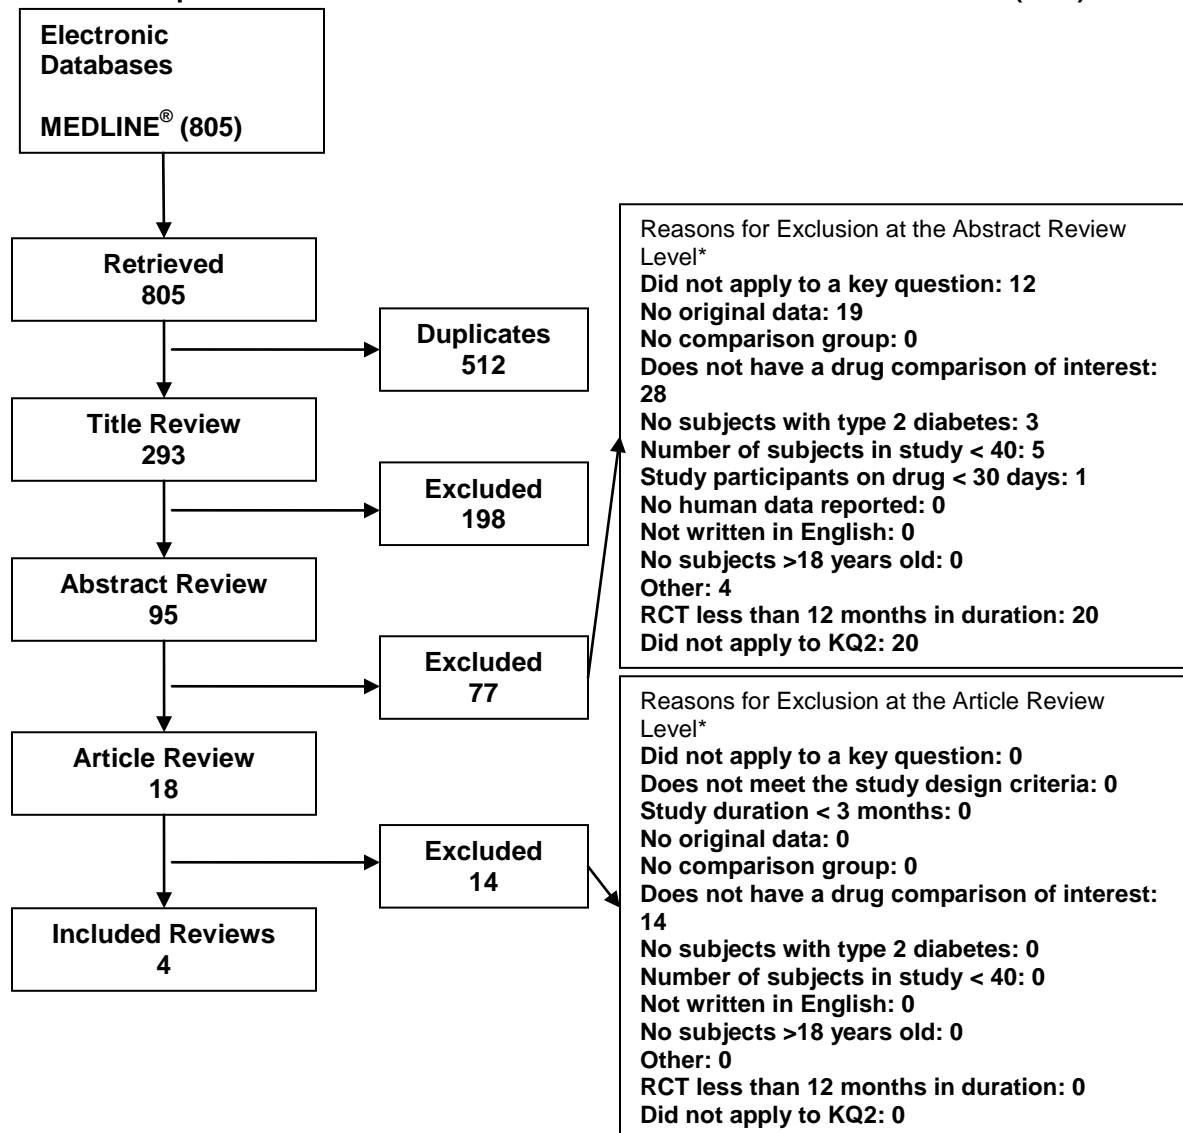 Electronic
Databases
MEDLINE® (805)
Retrieved
805
Duplicates
512
Title Review
293
Excluded
198
Abstract Review
95
Excluded
77
Article Review
18
Excluded
14
Included Reviews
4
Reasons for Exclusion at the Abstract Review
Level*
Did not apply to a key question: 12
No original data: 19
No comparison group: 0
Does not have a drug comparison of interest:
28
No subjects with type 2 diabetes: 3
Number of subjects in study < 40: 5
Study participants on drug < 30 days: 1
No human data reported: 0
Not written in English: 0
No subjects >18 years old: 0
Other: 4
RCT less than 12 months in duration: 20
Did not apply to KQ2: 20
Reasons for Exclusion at the Article Review
Level*
Did not apply to a key question: 0
Does not meet the study design criteria: 0
Study duration < 3 months: 0
No original data: 0
No comparison group: 0
Does not have a drug comparison of interest:
14
No subjects with type 2 diabetes: 0
Number of subjects in study < 40: 0
Not written in English: 0
No subjects >18 years old: 0
Other: 0
RCT less than 12 months in duration: 0
Did not apply to KQ2: 0